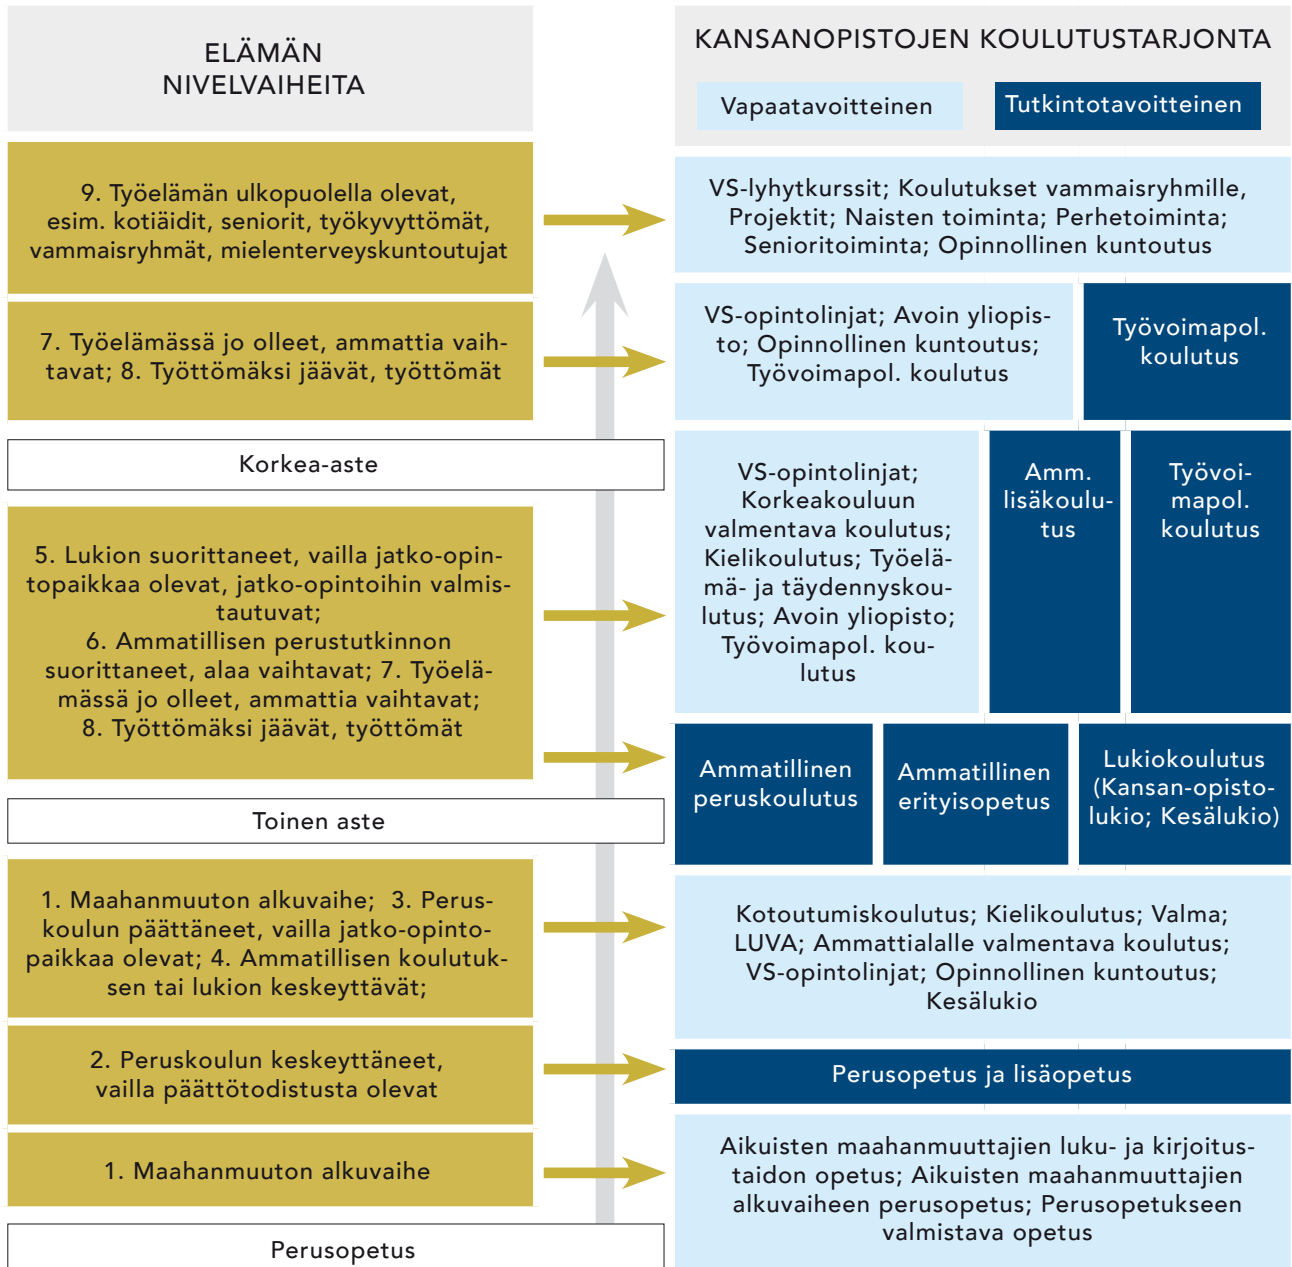 ELÄMÄN
NIVELVAIHEITA
KANSANOPISTOJEN KOULUTUSTARJONTA
Vapaatavoitteinen
Tutkintotavoitteinen
9. Työelämän ulkopuolella olevat,
esim. kotiäidit, seniorit, työkyvyttömät,
vammaisryhmät, mielenterveyskuntoutujat
VS-lyhytkurssit; Koulutukset vammaisryhmille,
Projektit; Naisten toiminta; Perhetoiminta;
Senioritoiminta; Opinnollinen kuntoutus
7. Työelämässä jo olleet, ammattia vaih-
tavat; 8. Työttömäksi jäävät, työttömät
VS-opintolinjat; Avoin yliopis-
to; Opinnollinen kuntoutus;
Työvoimapol. koulutus
Työvoimapol.
koulutus
Korkea-aste
5. Lukion suorittaneet, vailla jatko-opin-
topaikkaa olevat, jatko-opintoihin valmis-
tautuvat;
6. Ammatillisen perustutkinnon
suorittaneet, alaa vaihtavat; 7. Työelä-
mässä jo olleet, ammattia vaihtavat;
8. Työttömäksi jäävät, työttömät
VS-opintolinjat;
Korkeakouluun
valmentava koulutus;
Kielikoulutus; Työelä-
mä- ja täydennyskou-
lutus; Avoin yliopisto;
Työvoimapol. kou-
lutus
Amm.
lisäkoulu-
tus
Työvoi-
mapol.
koulutus
Ammatillinen
peruskoulutus
Ammatillinen
erityisopetus
Lukiokoulutus
(Kansan-opisto-
lukio; Kesälukio)
Toinen aste
1. Maahanmuuton alkuvaihe; 3. Perus-
koulun päättäneet, vailla jatko-opinto-
paikkaa olevat; 4. Ammatillisen koulutuk-
sen tai lukion keskeyttävät;
Kotoutumiskoulutus; Kielikoulutus; Valma;
LUVA; Ammattialalle valmentava koulutus;
VS-opintolinjat; Opinnollinen kuntoutus;
Kesälukio
2. Peruskoulun keskeyttäneet,
vailla päättötodistusta olevat
Perusopetus ja lisäopetus
1. Maahanmuuton alkuvaihe
Aikuisten maahanmuuttajien luku- ja kirjoitus-
taidon opetus; Aikuisten maahanmuuttajien
alkuvaiheen perusopetus; Perusopetukseen
valmistava opetus
Perusopetus